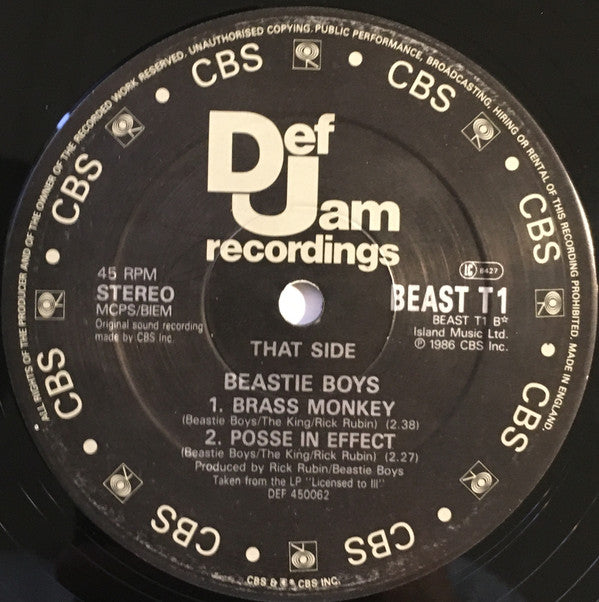 ALL RIGHTS OF THE PRODUCER AND OF THE OWNER OF THE RECORDED WORK RESERVED. UNAUTHORISED COPYING, PUBLIC PERFORMANCE, BROADCASTING, HIRING OR RENTAL OF THIS RECORDING PROHIBITED. MADE IN ENGLAND.
CBS
CBS
CBS
CBS
CBS
CBS
CBS
CBS
Def
Jam
recordings
45 RPM
STEREO
MCPS/BIEM
Original sound recording
made by CBS Inc.
LC 8427
BEAST T1
BEAST T1 B*
Island Music Ltd.
℗ 1986 CBS Inc.
THAT SIDE
BEASTIE BOYS
1. BRASS MONKEY
(Beastie Boys/The King/Rick Rubin) (2.38)
2. POSSE IN EFFECT
(Beastie Boys/The King/Rick Rubin) (2.27)
Produced by Rick Rubin/Beastie Boys
Taken from the LP "Licensed to Ill"
DEF 450062
CBS & CBS INC.